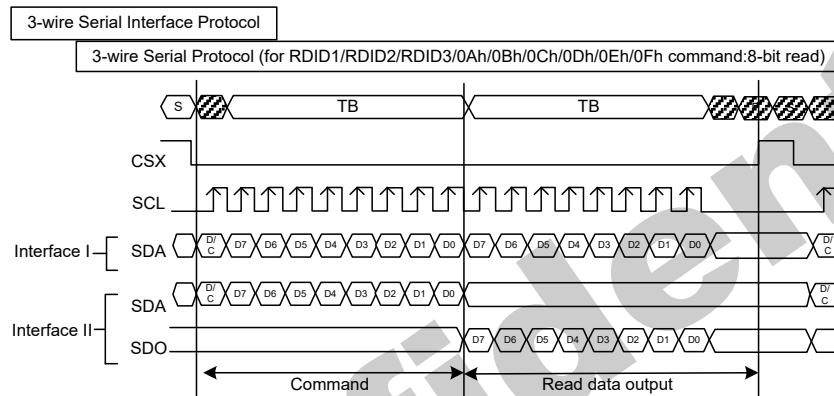 3-wire Serial Interface Protocol
3-wire Serial Protocol (for RDID1/RDID2/RDID3/0Ah/0Bh/0Ch/0Dh/0Eh/0Fh command:8-bit read)
S TB TB
CSX
SCL
Interface I SDA D/C D7 D6 D5 D4 D3 D2 D1 D0 D7 D6 D5 D4 D3 D2 D1 D0 D/C
Interface II
SDA D/C D7 D6 D5 D4 D3 D2 D1 D0 D/C
SDO D7 D6 D5 D4 D3 D2 D1 D0
Command Read data output